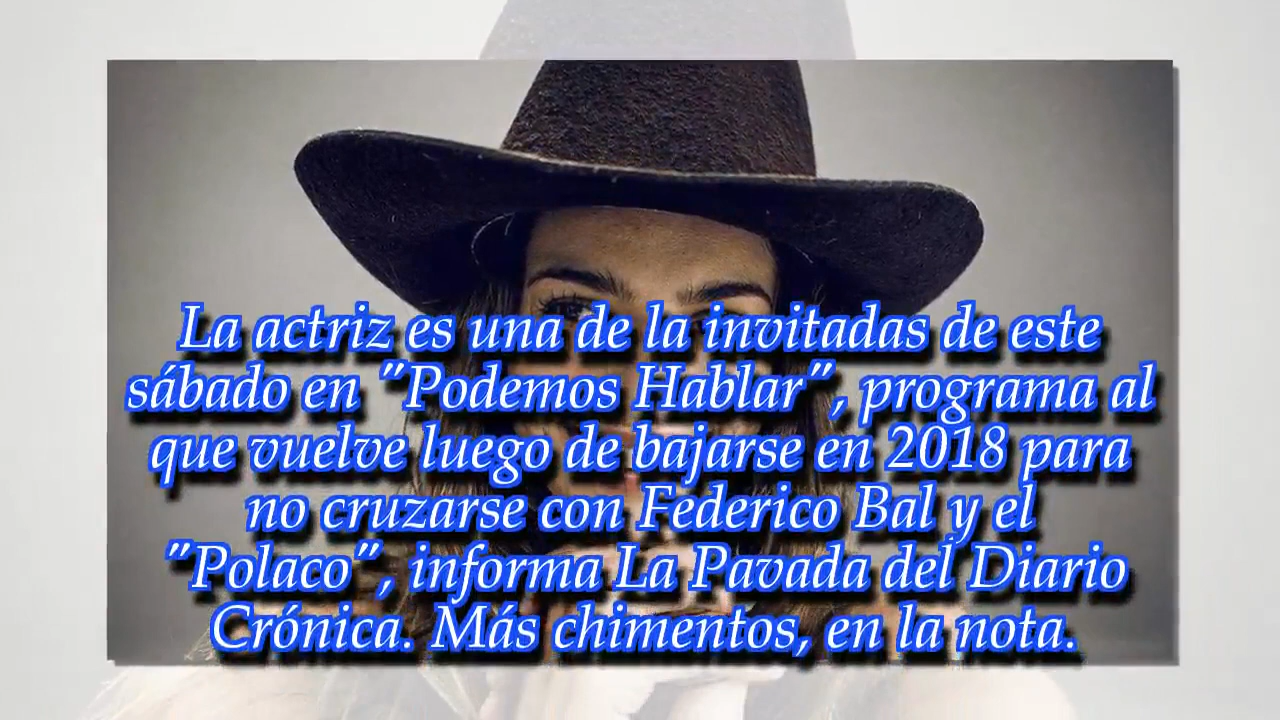 La actriz es una de la invitadas de este
sábado en "Podemos Hablar", programa al
que vuelve luego de bajarse en 2018 para
no cruzarse con Federico Bal y el
"Polaco", informa La Pavada del Diario
Crónica. Más chimentos, en la nota.